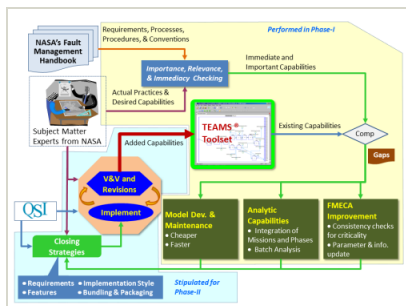 Performed in Phase-I
NASA's Fault
Management
Handbook
Requirements, Processes,
Procedures, & Conventions
Importance, Relevance,
& Immediacy Checking
Immediate and
Important Capabilities
Actual Practices &
Desired Capabilities
Subject Matter
Experts from NASA
Added Capabilities
TEAMS®
Toolset
Existing Capabilities
Comp
Gaps
V&V and
Revisions
Implement
QSI
Closing
Strategies
Model Dev. &
Maintenance
• Cheaper
• Faster
Analytic
Capabilities
• Integration of
Missions and Phases
• Batch Analysis
FMECA
Improvement
• Consistency checks
for criticality
• Parameter & info.
update
• Requirements
• Features
• Implementation Style
• Bundling & Packaging
Stipulated for
Phase-II